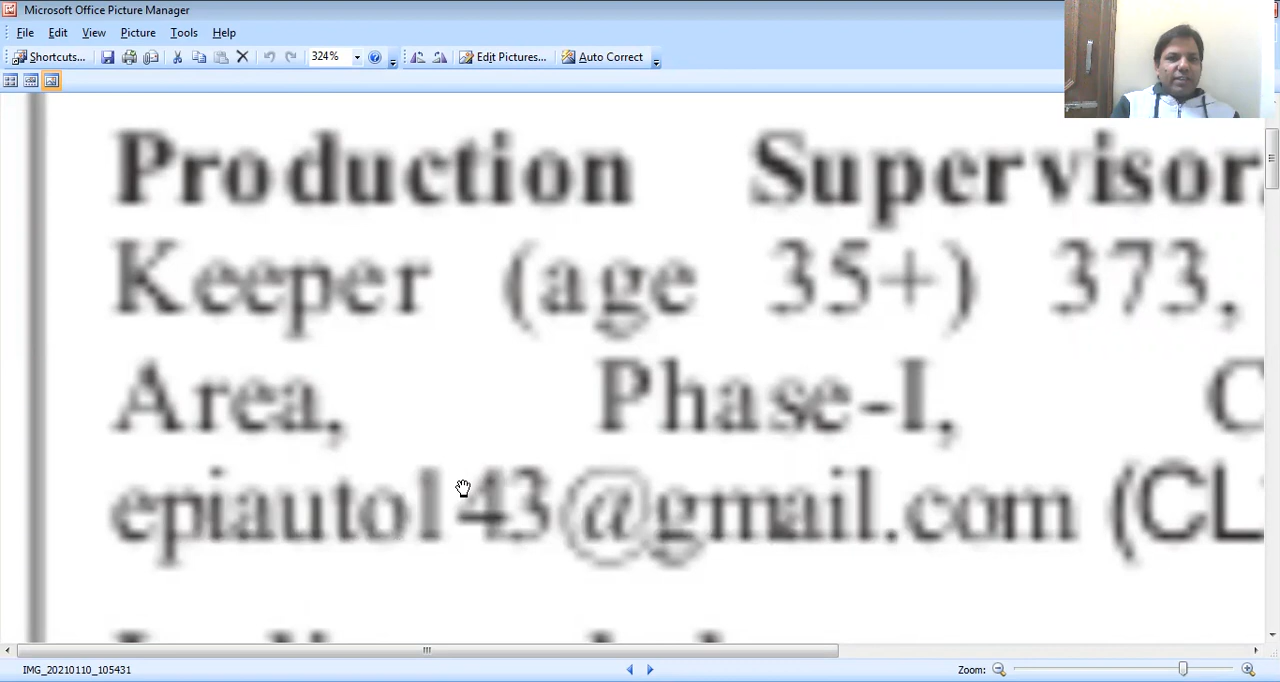 Microsoft Office Picture Manager
File Edit View Picture Tools Help
Shortcuts... 324% Edit Pictures... Auto Correct
Production Supervisor,
Keeper (age 35+) 373,
Area, Phase-I, C
epiauto143@gmail.com (CL
IMG_20210110_105431 Zoom: